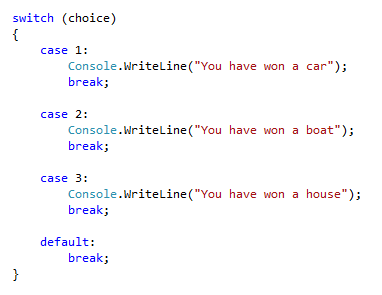 switch (choice)
{
    case 1:
        Console.WriteLine("You have won a car");
        break;

    case 2:
        Console.WriteLine("You have won a boat");
        break;

    case 3:
        Console.WriteLine("You have won a house");
        break;

    default:
        break;
}